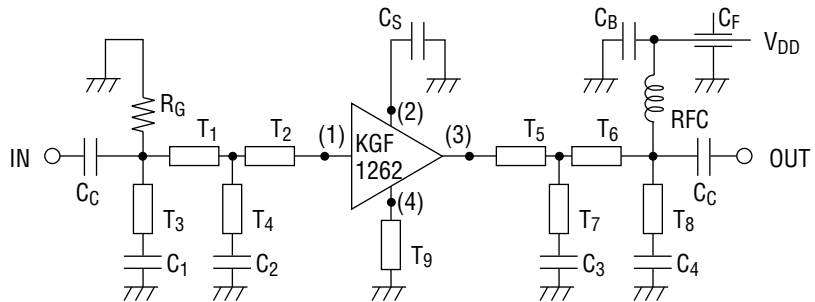 C_S
C_B
C_F
V_DD
R_G
(2)
RFC
T_1
T_2
(1)
KGF
1262
(3)
T_5
T_6
IN
OUT
C_C
C_C
(4)
T_3
T_4
T_7
T_8
T_9
C_1
C_2
C_3
C_4